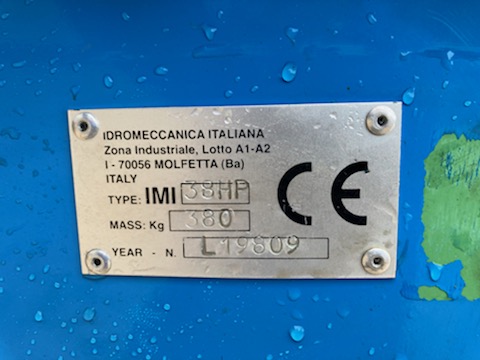 IDROMECCANICA ITALIANA
Zona Industriale, Lotto A1-A2
I - 70056 MOLFETTA (Ba)
ITALY
TYPE: IMI 38HP
MASS: Kg 380
YEAR - N. L19809
CE